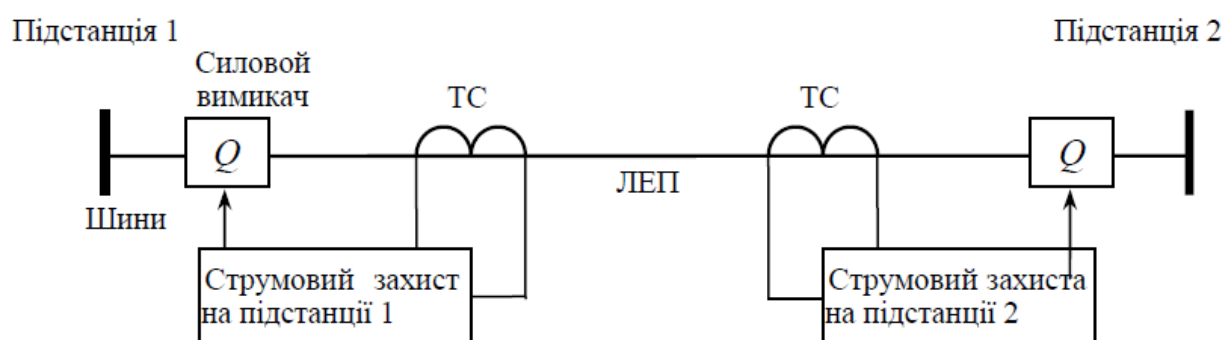 Підстанція 1
Підстанція 2
Силовой
вимикач
ТС
ТС
Q
Q
ЛЕП
Шини
Струмовий захист
на підстанції 1
Струмовий захиста
на підстанції 2